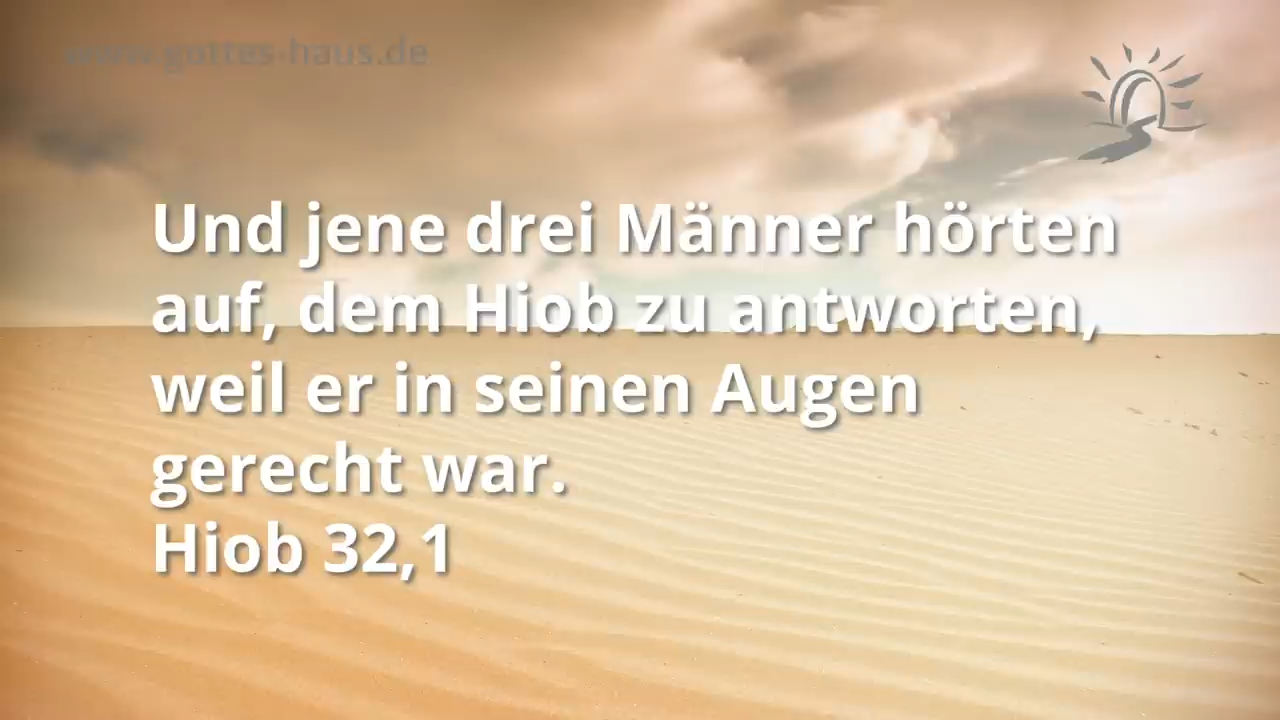 www.gottes-haus.de
Und jene drei Männer hörten
auf, dem Hiob zu antworten,
weil er in seinen Augen
gerecht war.
Hiob 32,1